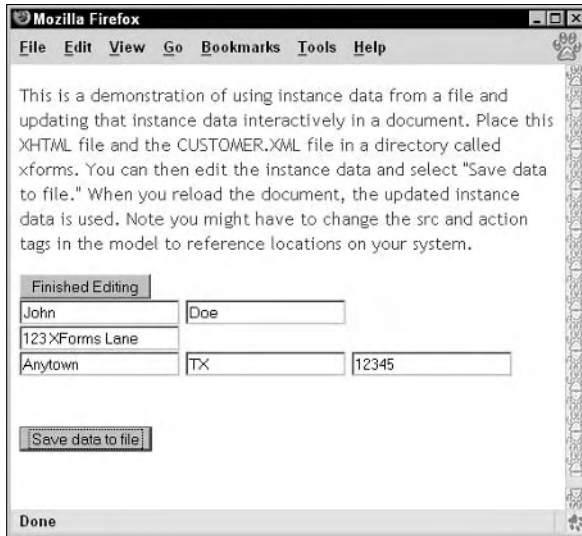 Mozilla Firefox
File Edit View Go Bookmarks Tools Help
This is a demonstration of using instance data from a file and
updating that instance data interactively in a document. Place this
XHTML file and the CUSTOMER.XML file in a directory called
xforms. You can then edit the instance data and select "Save data
to file." When you reload the document, the updated instance
data is used. Note you might have to change the src and action
tags in the model to reference locations on your system.
Finished Editing
John Doe
123 XForms Lane
Anytown TX 12345
Save data to file
Done